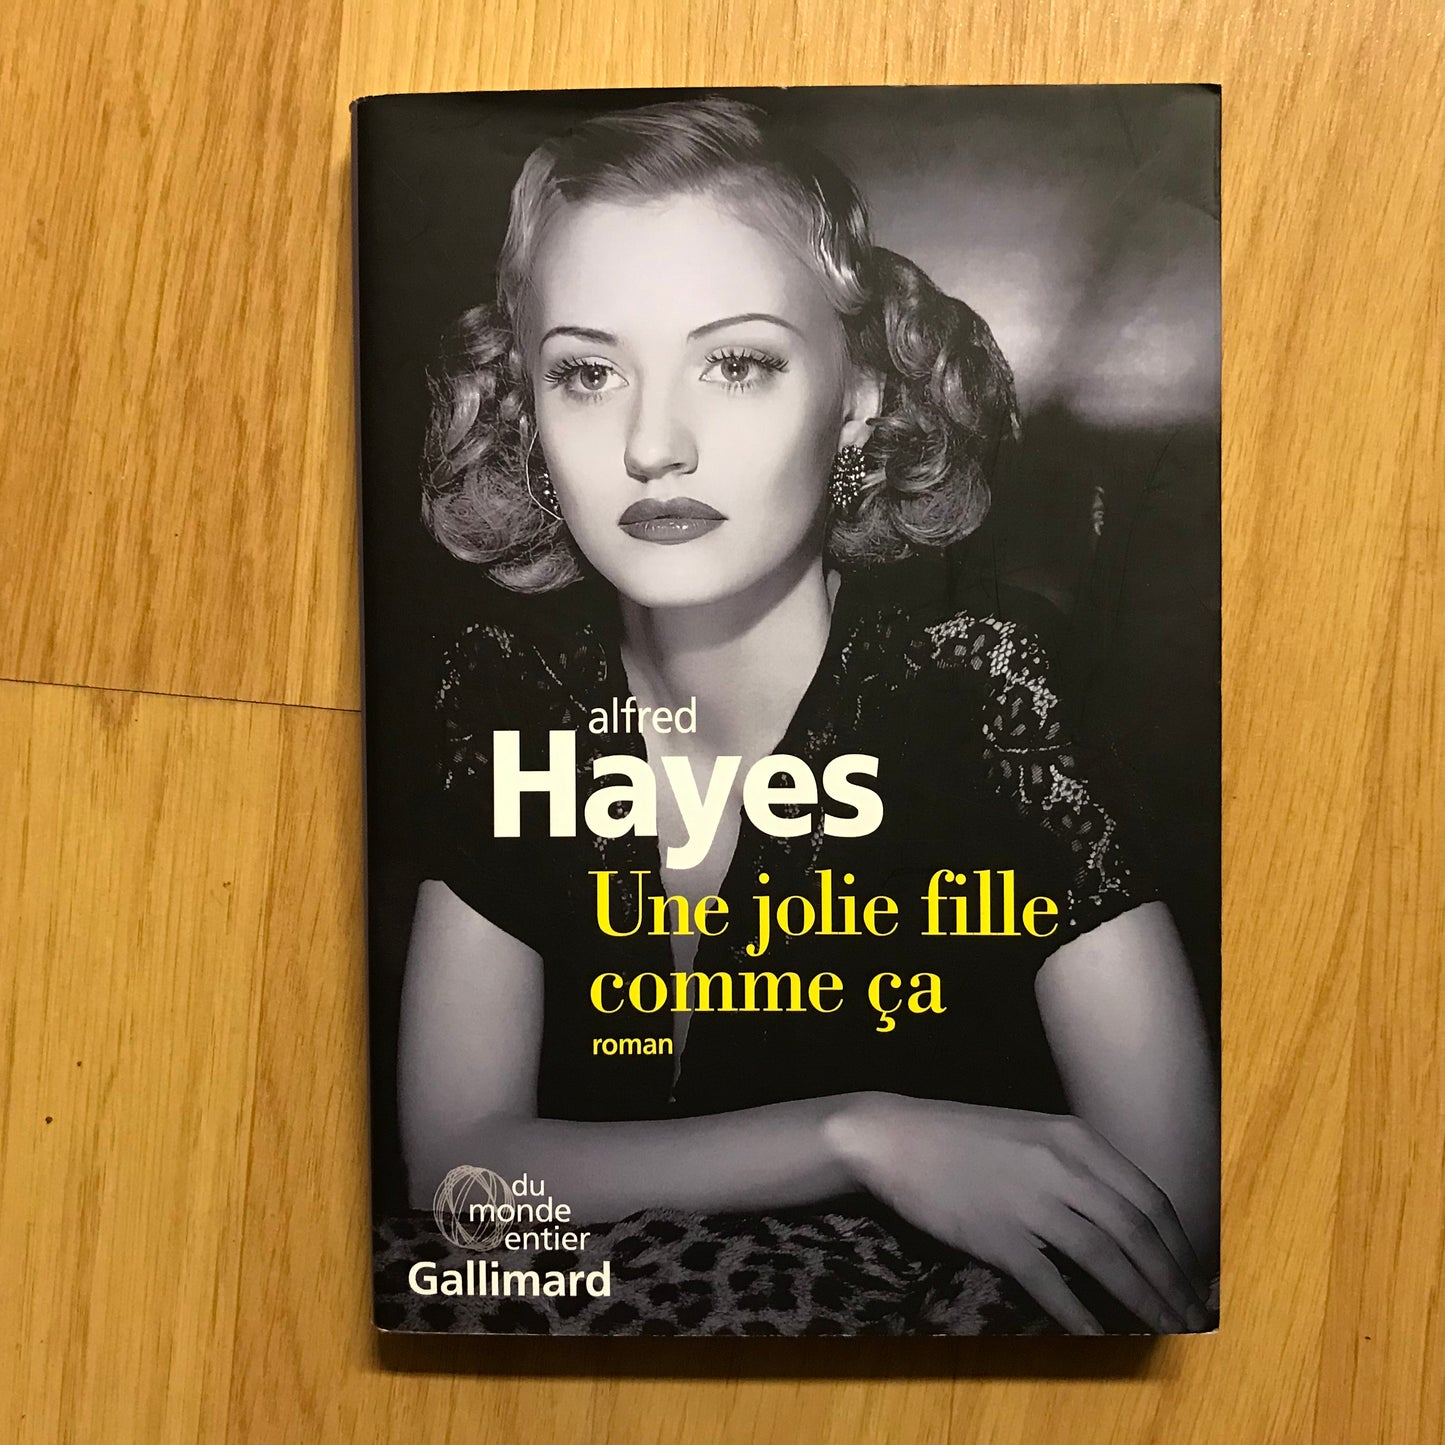 alfred
Hayes
Une jolie fille
comme ça
roman
du
monde
entier
Gallimard